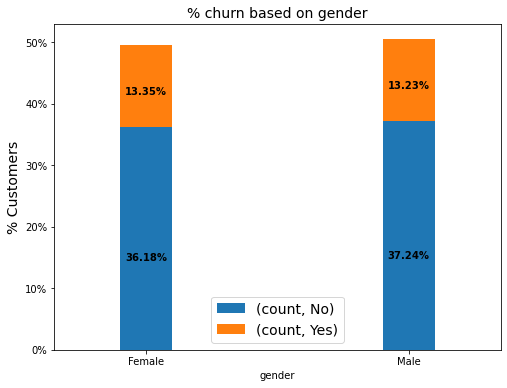 % churn based on gender
50%
40%
30%
20%
10%
0%
% Customers
13.35%
36.18%
13.23%
37.24%
(count, No)
(count, Yes)
Female
Male
gender